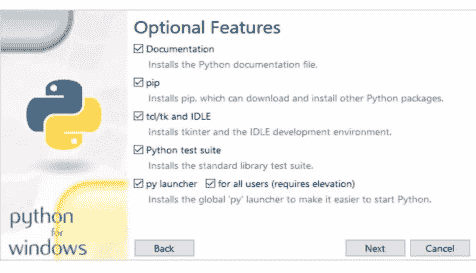 Optional Features
Documentation
Installs the Python documentation file.
pip
Installs pip, which can download and install other Python packages.
tcl/tk and IDLE
Installs tkinter and the IDLE development environment.
Python test suite
Installs the standard library test suite.
py launcher for all users (requires elevation)
Installs the global 'py' launcher to make it easier to start Python.
python
for
windows
Back Next Cancel